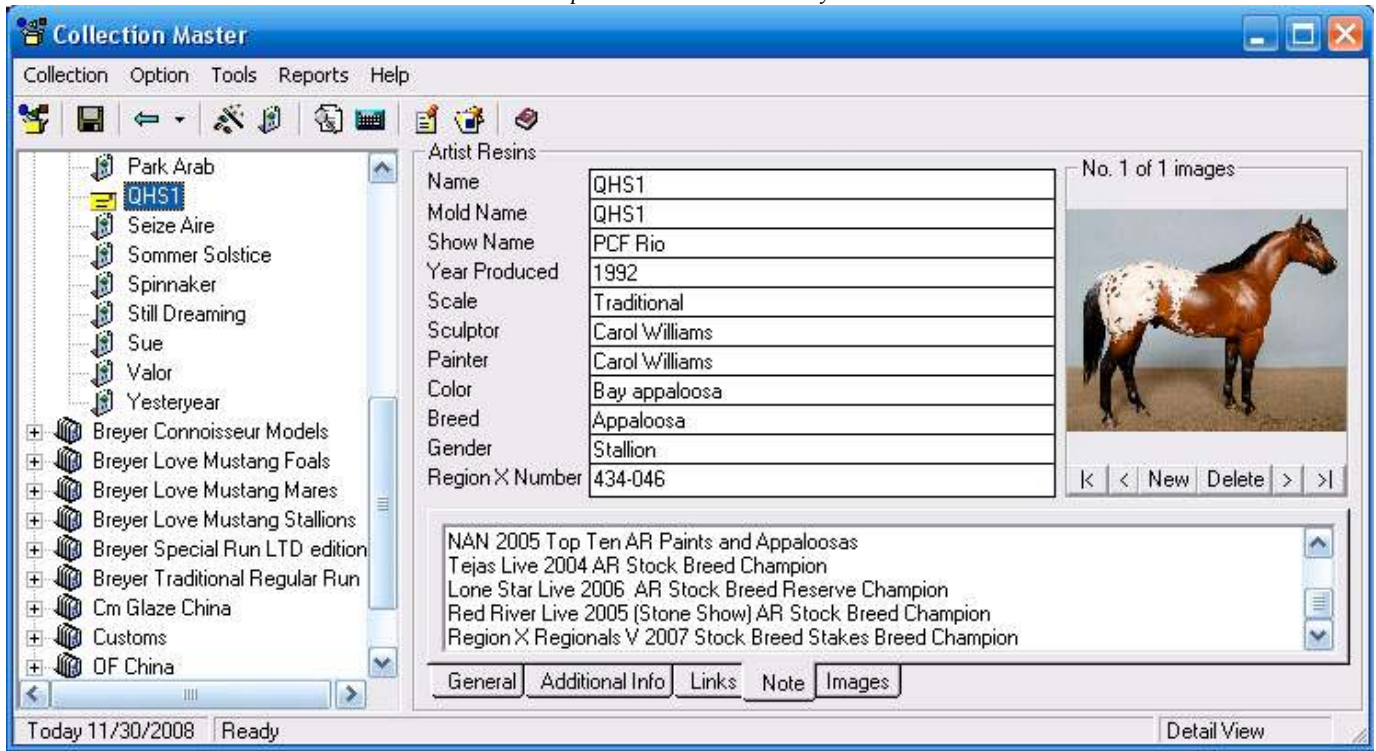 Collection Master
Collection Option Tools Reports Help
Park Arab
QHS1
Seize Aire
Sommer Solstice
Spinnaker
Still Dreaming
Sue
Valor
Yesteryear
Breyer Connoisseur Models
Breyer Love Mustang Foals
Breyer Love Mustang Mares
Breyer Love Mustang Stallions
Breyer Special Run LTD edition
Breyer Traditional Regular Run
Cm Glaze China
Customs
OF China
Artist Resins
Name QHS1
Mold Name QHS1
Show Name PCF Rio
Year Produced 1992
Scale Traditional
Sculptor Carol Williams
Painter Carol Williams
Color Bay appaloosa
Breed Appaloosa
Gender Stallion
Region X Number 434-046
No. 1 of 1 images
|< < New Delete > >|
NAN 2005 Top Ten AR Paints and Appaloosas
Tejas Live 2004 AR Stock Breed Champion
Lone Star Live 2006 AR Stock Breed Reserve Champion
Red River Live 2005 (Stone Show) AR Stock Breed Champion
Region X Regionals V 2007 Stock Breed Stakes Breed Champion
General Additional Info Links Note Images
Today 11/30/2008 Ready Detail View